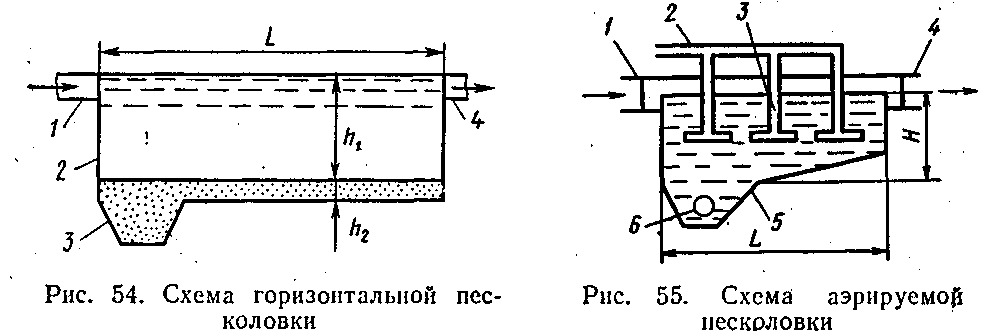 L
1
2
3
4
h₁
h₂
Рис. 54. Схема горизонтальной пес-
коловки
1
2
3
4
5
6
H
L
Рис. 55. Схема аэрируемой
песколовки